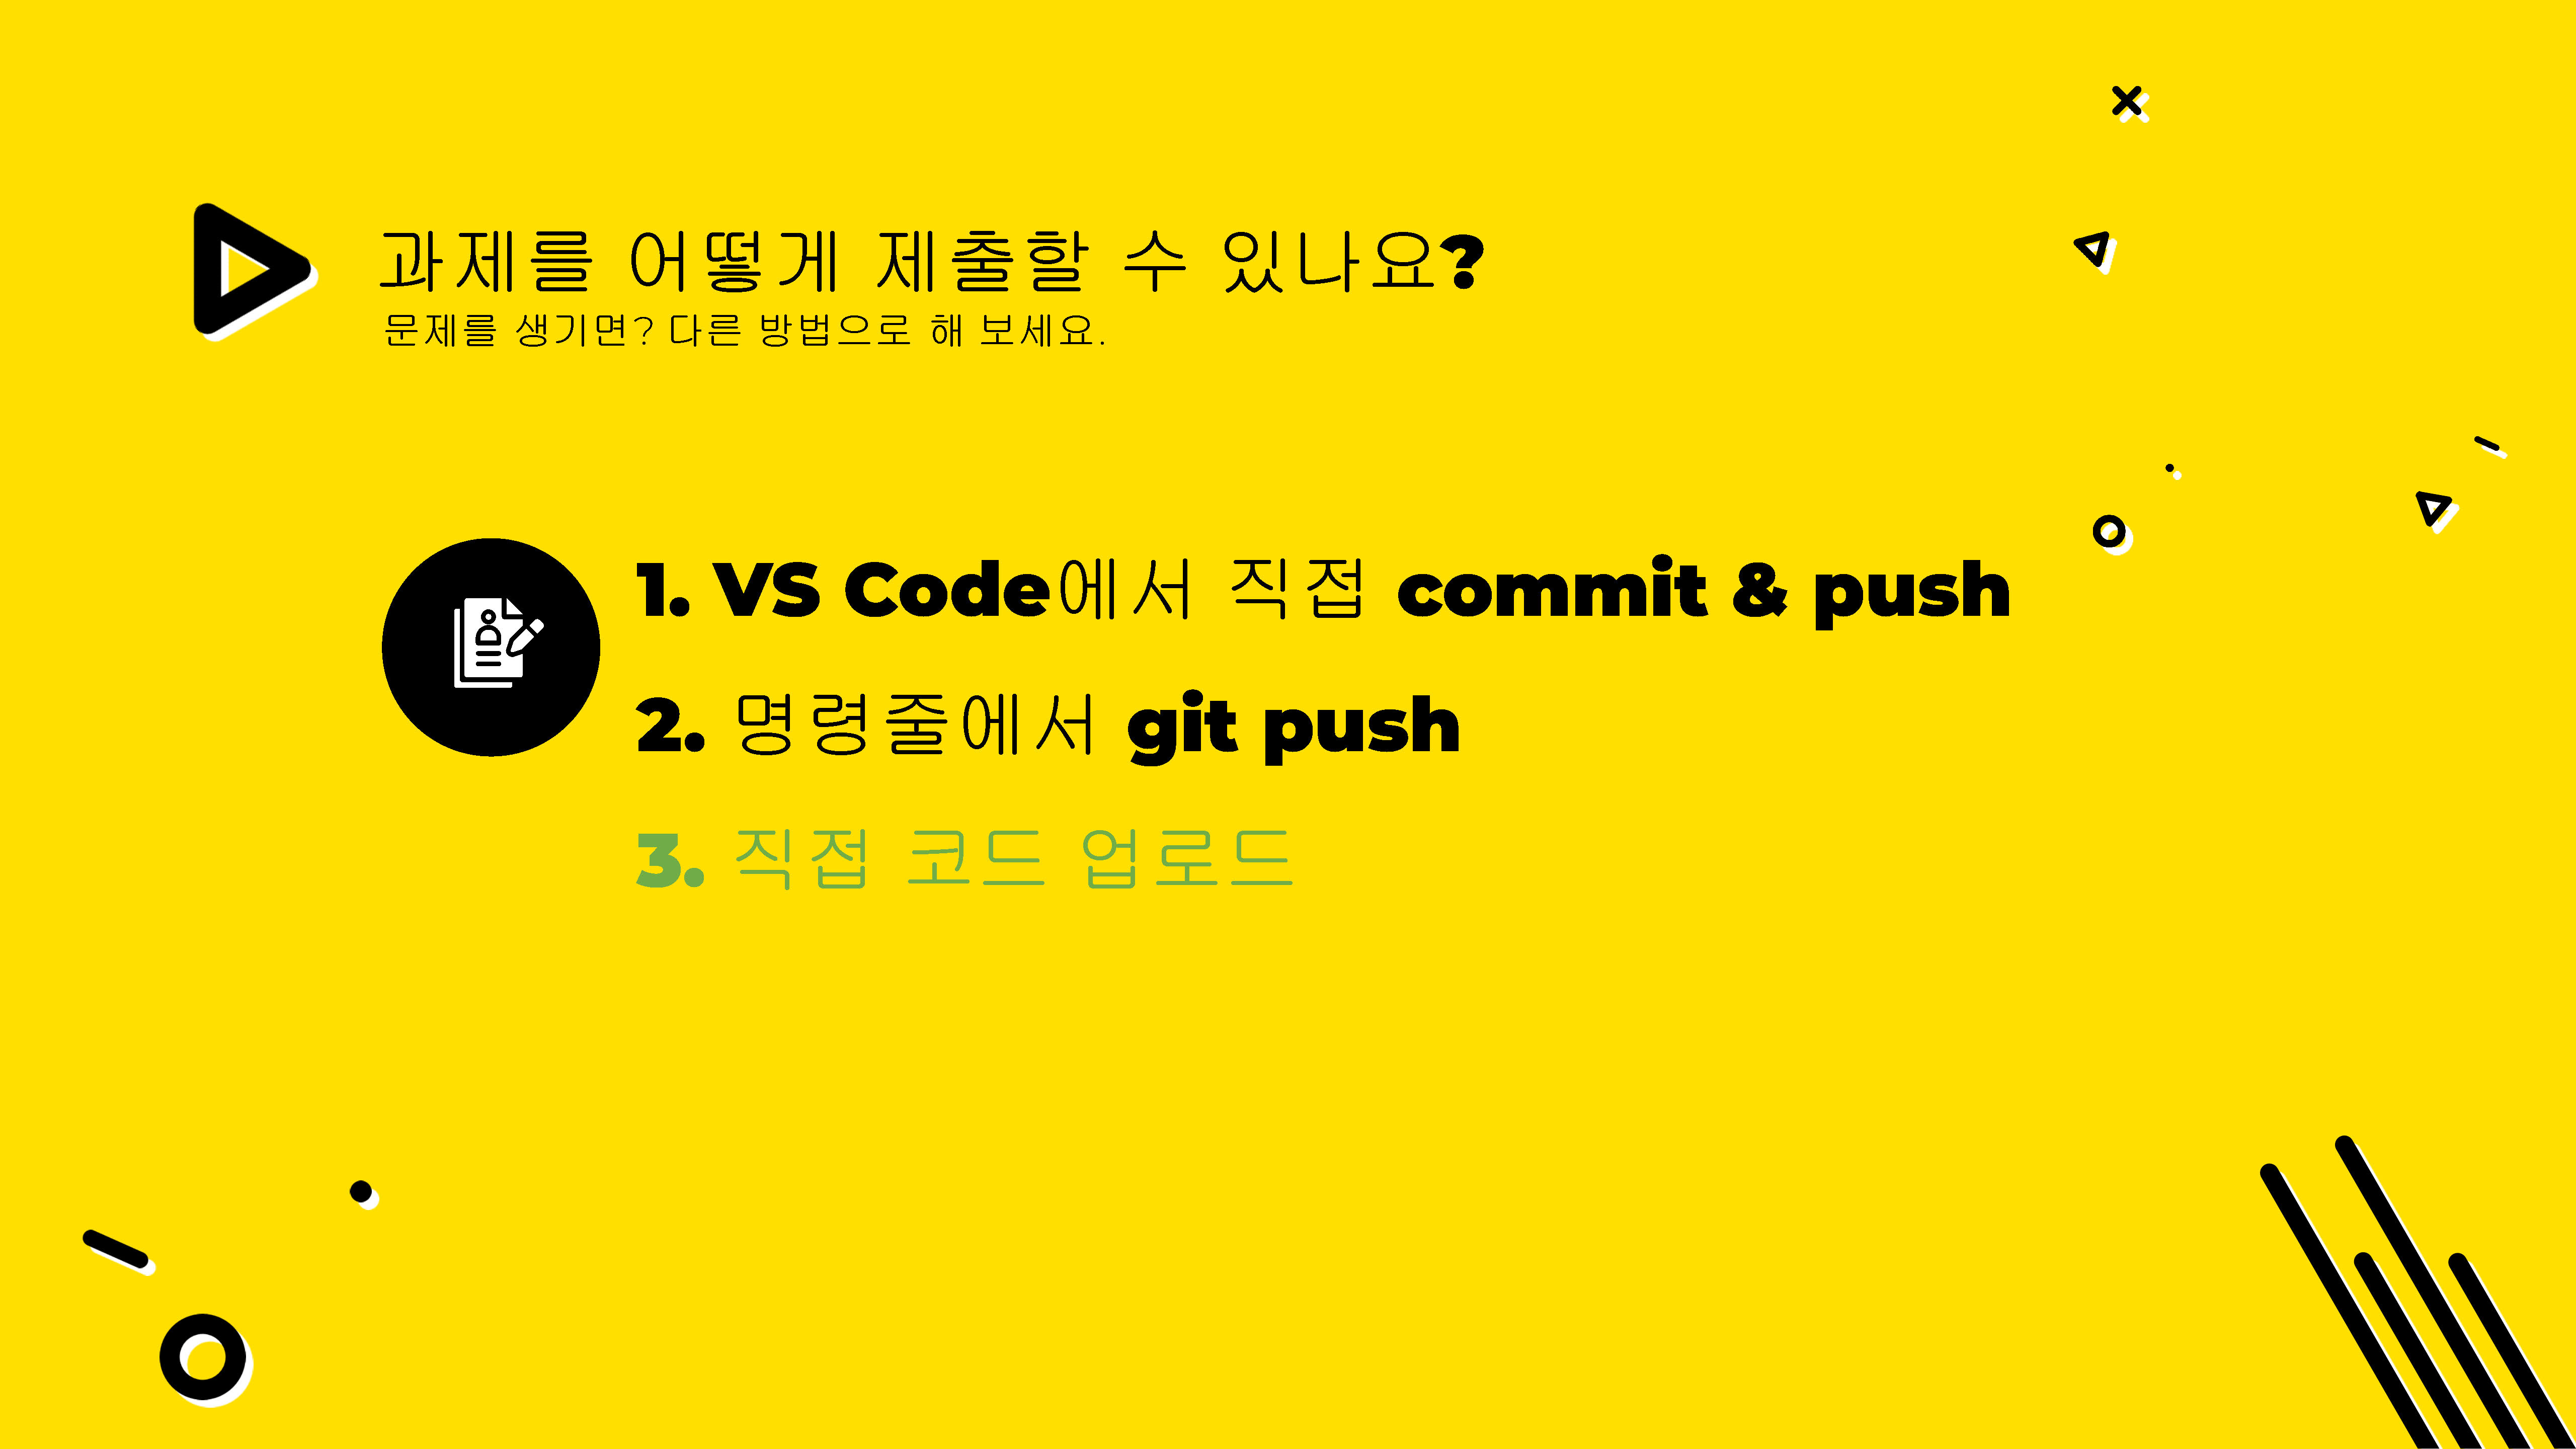 과제를 어떻게 제출할 수 있나요?
문제를 생기면? 다른 방법으로 해 보세요.
1. VS Code에서 직접 commit & push
2. 명령줄에서 git push
3. 직접 코드 업로드